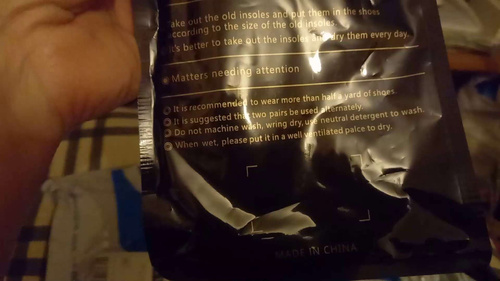 Take out the old insoles and put them in the shoes
according to the size of the old insoles.
It's better to take out the insoles and dry them every day.
Matters needing attention
It is recommended to wear more than half a yard of shoes.
It is suggested that two pairs be used alternately.
Do not machine wash, wring dry, use neutral detergent to wash.
When wet, please put it in a well ventilated palce to dry.
MADE IN CHINA